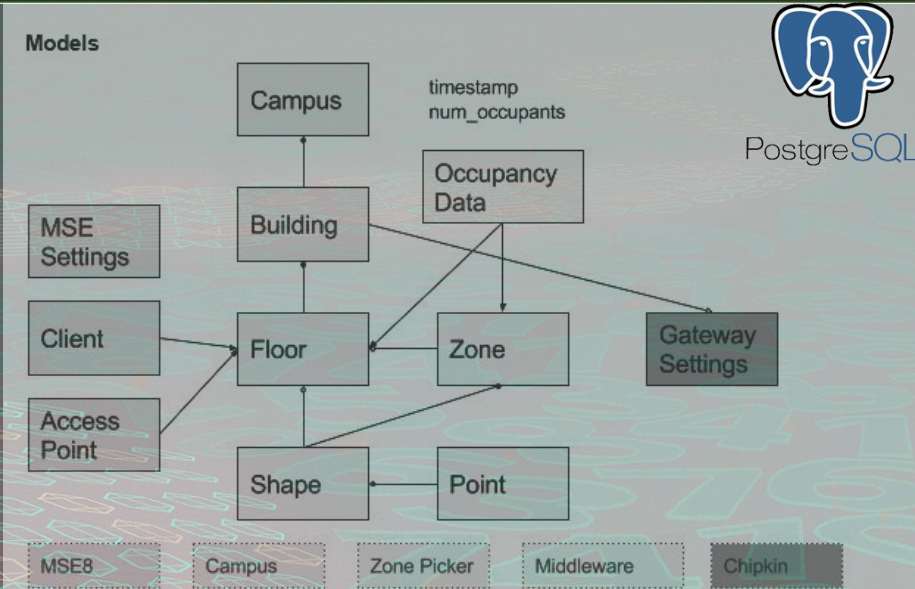 Models
PostgreSQL
Campus
timestamp
num_occupants
Occupancy
Data
MSE
Settings
Building
Client
Floor
Zone
Gateway
Settings
Access
Point
Shape
Point
MSE8
Campus
Zone Picker
Middleware
Chipkin